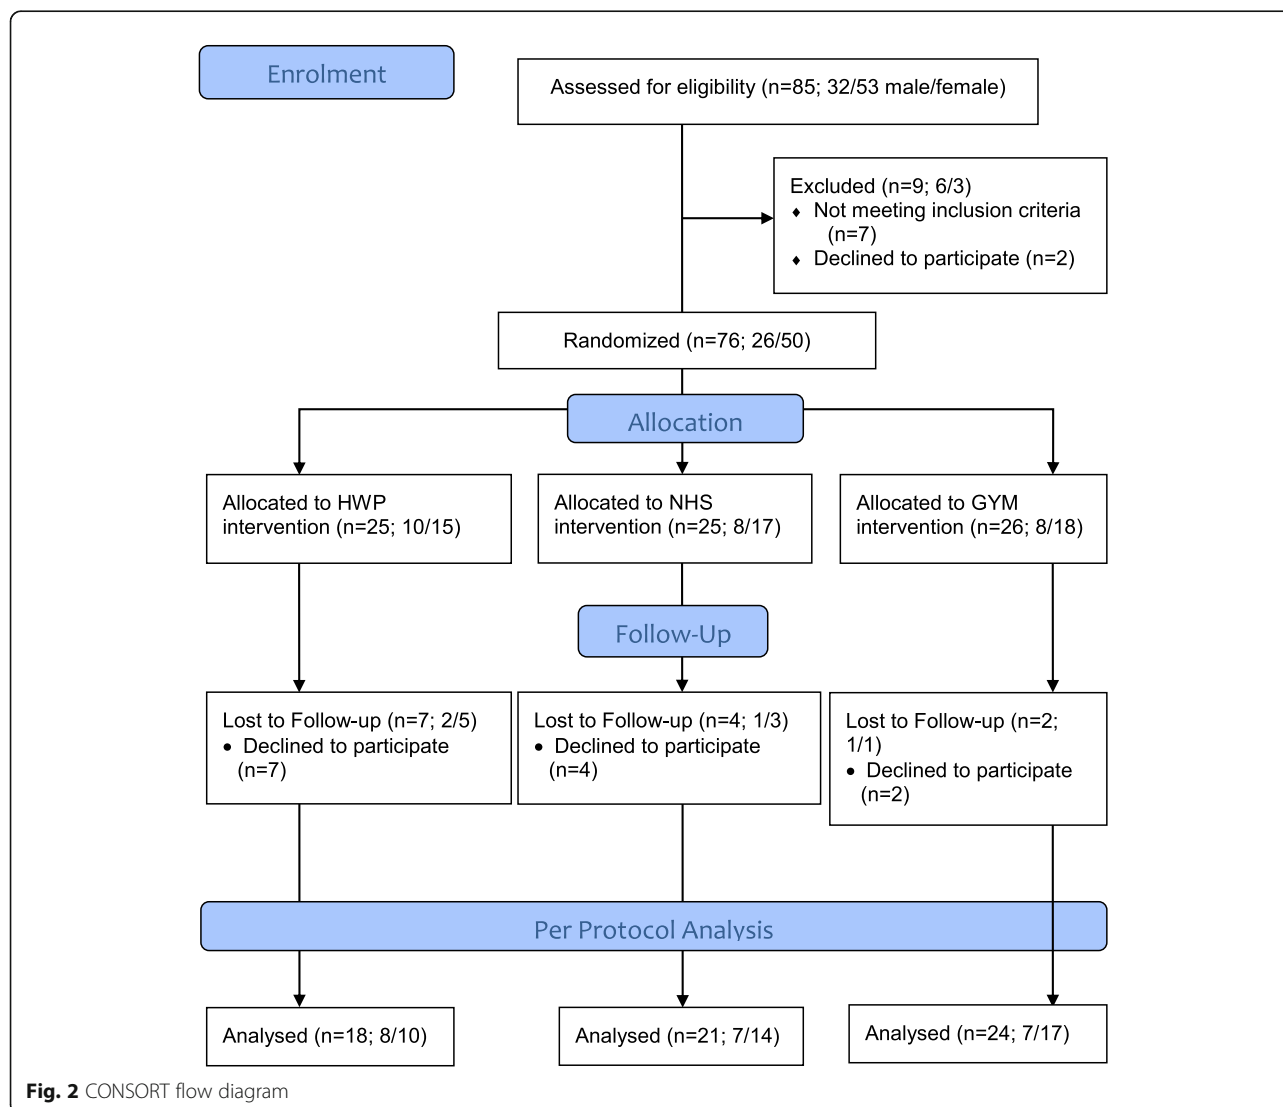 Enrolment
Assessed for eligibility (n=85; 32/53 male/female)
Excluded (n=9; 6/3)
♦ Not meeting inclusion criteria
(n=7)
♦ Declined to participate (n=2)
Randomized (n=76; 26/50)
Allocation
Allocated to HWP
intervention (n=25; 10/15)
Allocated to NHS
intervention (n=25; 8/17)
Allocated to GYM
intervention (n=26; 8/18)
Follow-Up
Lost to Follow-up (n=7; 2/5)
• Declined to participate
(n=7)
Lost to Follow-up (n=4; 1/3)
• Declined to participate
(n=4)
Lost to Follow-up (n=2;
1/1)
• Declined to participate
(n=2)
Per Protocol Analysis
Analysed (n=18; 8/10)
Analysed (n=21; 7/14)
Analysed (n=24; 7/17)
Fig. 2 CONSORT flow diagram